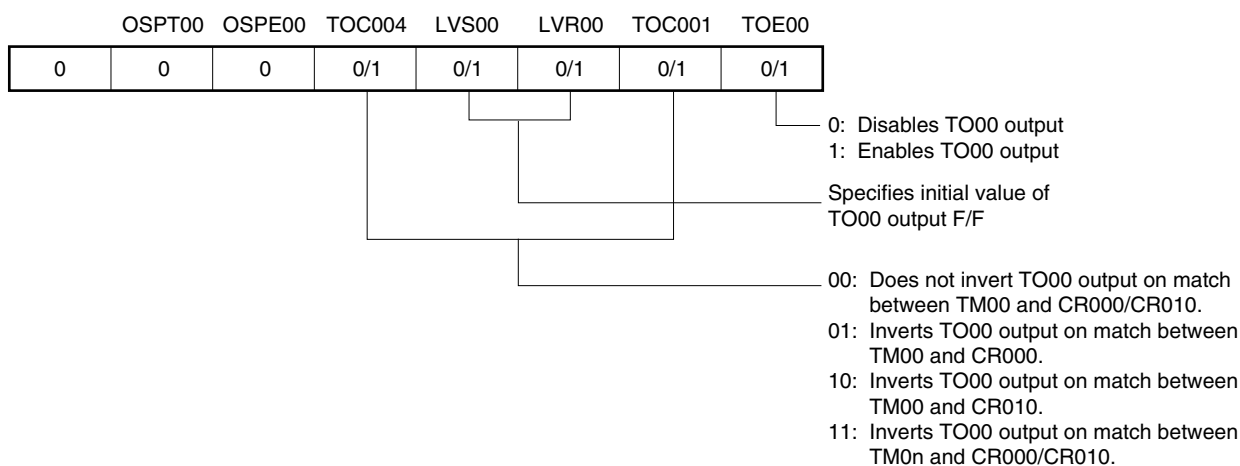 OSPT00 OSPE00 TOC004 LVS00 LVR00 TOC001 TOE00
0 0 0 0/1 0/1 0/1 0/1 0/1
0: Disables TO00 output
1: Enables TO00 output
Specifies initial value of
TO00 output F/F
00: Does not invert TO00 output on match
between TM00 and CR000/CR010.
01: Inverts TO00 output on match between
TM00 and CR000.
10: Inverts TO00 output on match between
TM00 and CR010.
11: Inverts TO00 output on match between
TM0n and CR000/CR010.